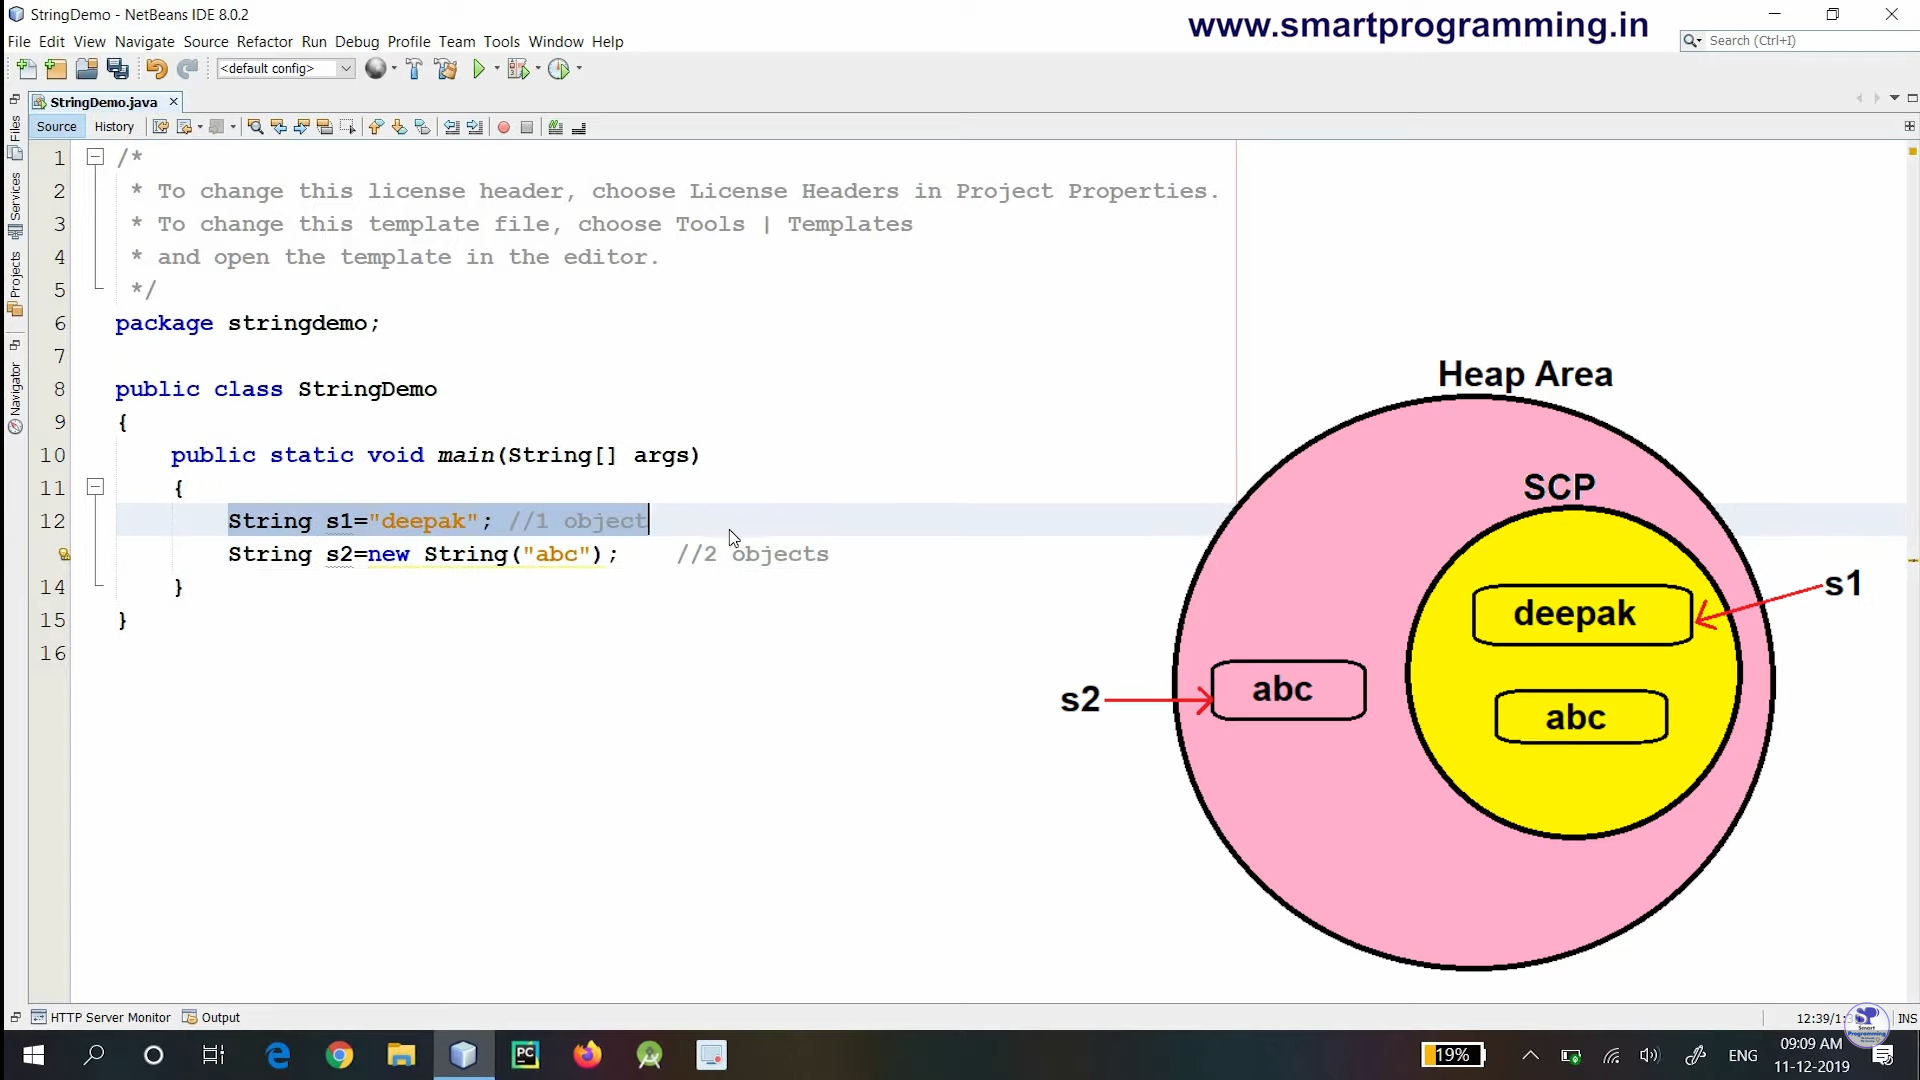 StringDemo - NetBeans IDE 8.0.2
www.smartprogramming.in
File Edit View Navigate Source Refactor Run Debug Profile Team Tools Window Help
Search (Ctrl+I)
<default config>
StringDemo.java
Source History
Files
Services
Projects
Navigator
1 /*
2 * To change this license header, choose License Headers in Project Properties.
3 * To change this template file, choose Tools | Templates
4 * and open the template in the editor.
5 */
6 package stringdemo;
7
8 public class StringDemo
9 {
10 public static void main(String[] args)
11 {
12 String s1="deepak"; //1 object
String s2=new String("abc"); //2 objects
14 }
15 }
16
Heap Area
SCP
deepak
s1
s2
abc
abc
HTTP Server Monitor Output
12:39/1: INS
SP
Smart
Programming
PC
19%
ENG
09:09 AM
11-12-2019